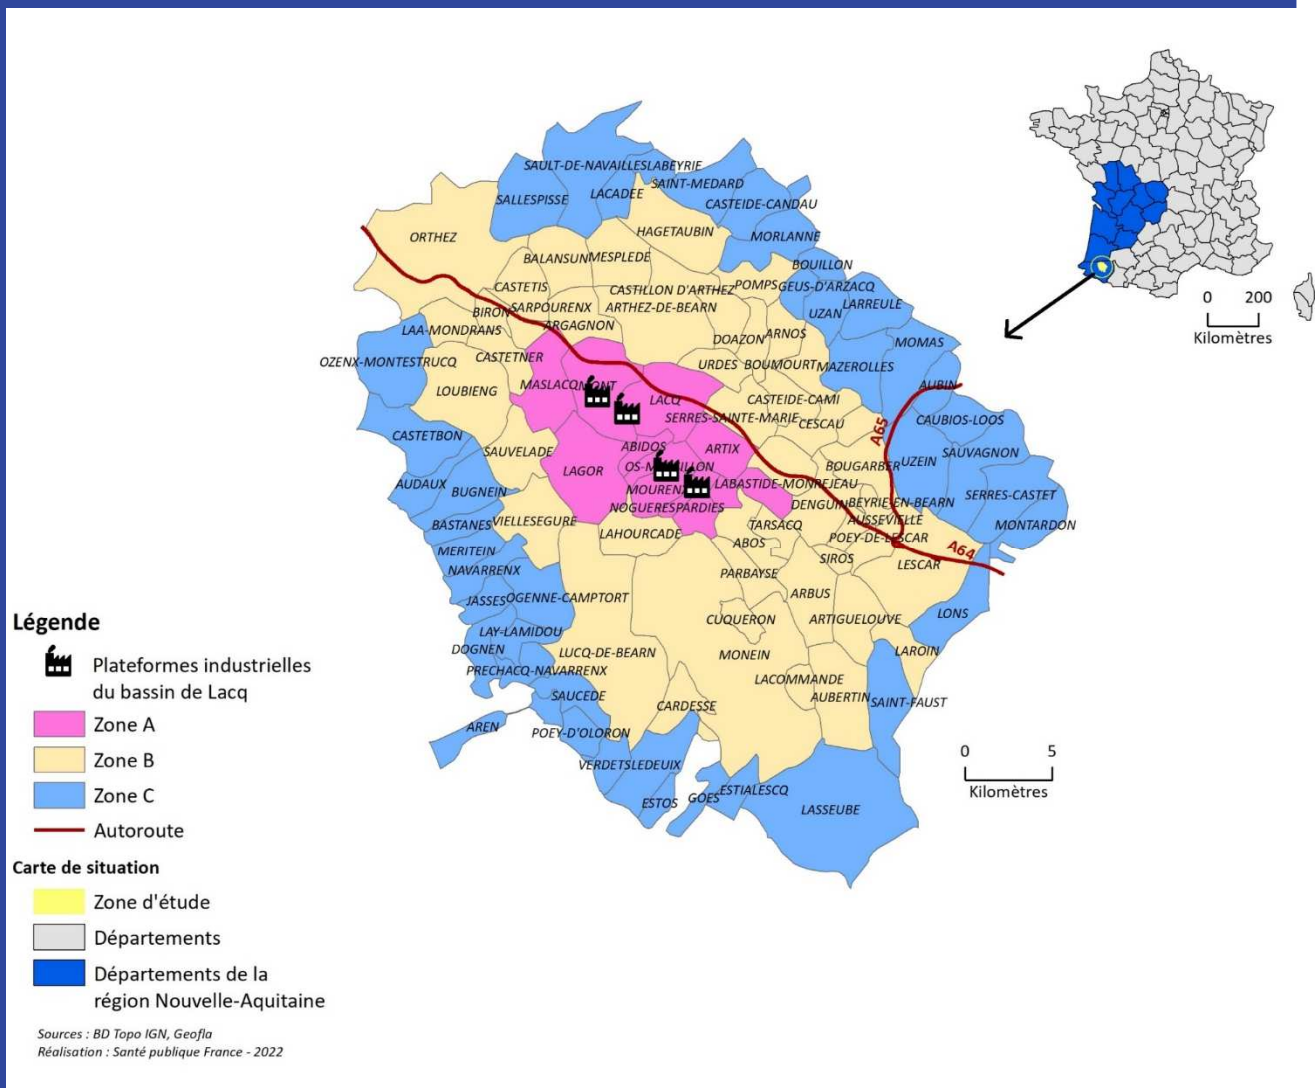 SAULT-DE-NAVAILLES
LABEYRIE
SALLESPISSE
LACADEE
SAINT-MEDARD
CASTEIDE-CANDAU
ORTHEZ
HAGETAUBIN
MORLANNE
BALANSUN
MESPLEDE
BOUILLON
CASTETIS
CASTILLON D'ARTHEZ
POMPS
GEUS-D'ARZACQ
BIRON
SARPOURENX
ARTHEZ-DE-BEARN
UZAN
LARREULE
LAA-MONDRANS
ARGAGNON
DOAZON
ARNOS
MOMAS
OZENX-MONTESTRUCQ
CASTETNER
URDES
BOUMOURT
MAZEROLLES
LOUBIENG
MASLACQ
MONT
LACQ
CASTEIDE-CAMI
AUBIN
SERRES-SAINTE-MARIE
CESCAU
A65
CAUBIOS-LOOS
CASTETBON
SAUVELADE
ABIDOS
ARTIX
SAUVAGNON
LAGOR
BOUGARBER
UZEIN
AUDAUX
BUGNEIN
MOURENX
LABASTIDE-MONREJEAU
SERRES-CASTET
NOGUERES
PARDIES
DENGUIN
BEYRIE-EN-BEARN
BASTANES
VIELLESEGURE
TARSACQ
AUSSEVIELLE
MONTARDON
LAHOURCADE
ABOS
POEY-DE-LESCAR
A64
MERITEIN
SIROS
LESCAR
NAVARRENX
PARBAYSE
ARBUS
JASSES
OGENNE-CAMPTORT
CUQUERON
ARTIGUELOUVE
LONS
LAY-LAMIDOU
DOGNEN
LUCQ-DE-BEARN
MONEIN
LAROIN
PRECHACQ-NAVARRENX
LACOMMANDE
SAUCEDE
CARDESSE
AUBERTIN
SAINT-FAUST
AREN
POEY-D'OLORON
VERDETS
LEDEUIX
ESTOS
GOES
ESTIALESCQ
LASSEUBE
0 200
Kilomètres
0 5
Kilomètres
Légende
Plateformes industrielles
du bassin de Lacq
Zone A
Zone B
Zone C
Autoroute
Carte de situation
Zone d'étude
Départements
Départements de la
région Nouvelle-Aquitaine
Sources : BD Topo IGN, Geofla
Réalisation : Santé publique France - 2022